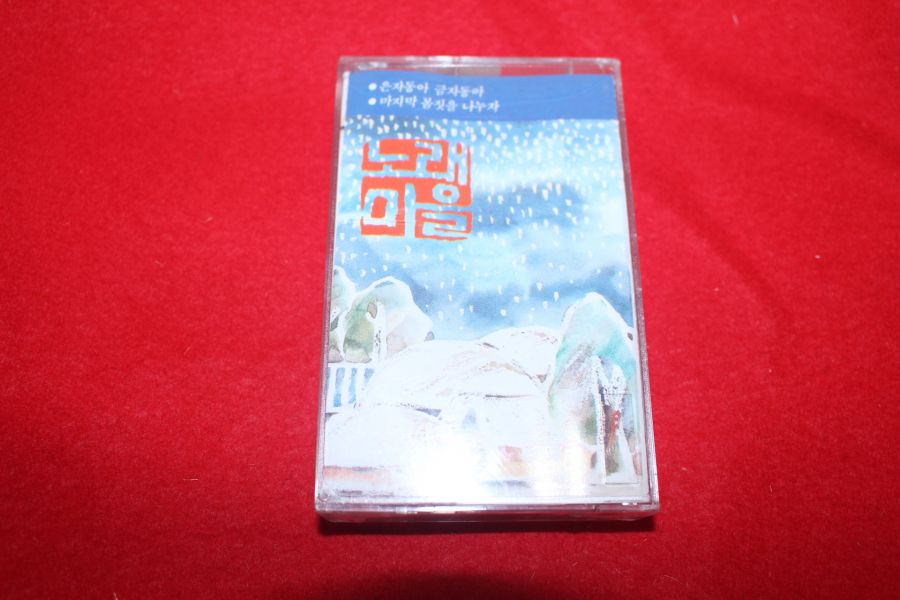 • 은자동아 금자동아
• 마지막 몸짓을 나누자
노래
마을